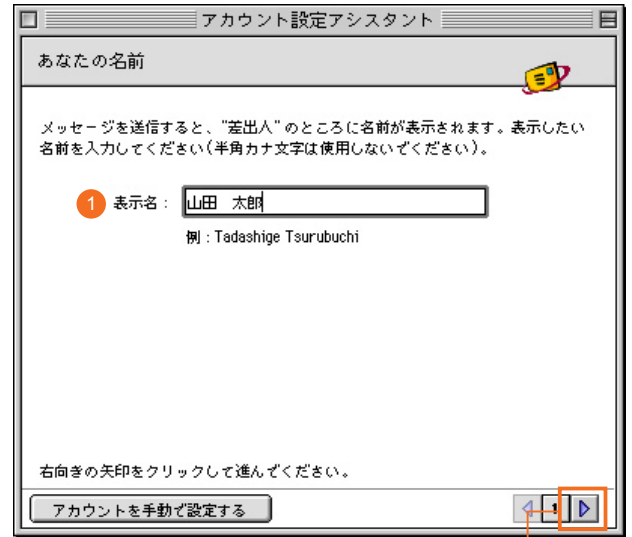 アカウント設定アシスタント
あなたの名前
メッセージを送信すると、"差出人"のところに名前が表示されます。表示したい
名前を入力してください(半角カナ文字は使用しないでください)。
1 表示名： 山田　太郎
例：Tadashige Tsurubuchi
右向きの矢印をクリックして進んでください。
アカウントを手動で設定する 1